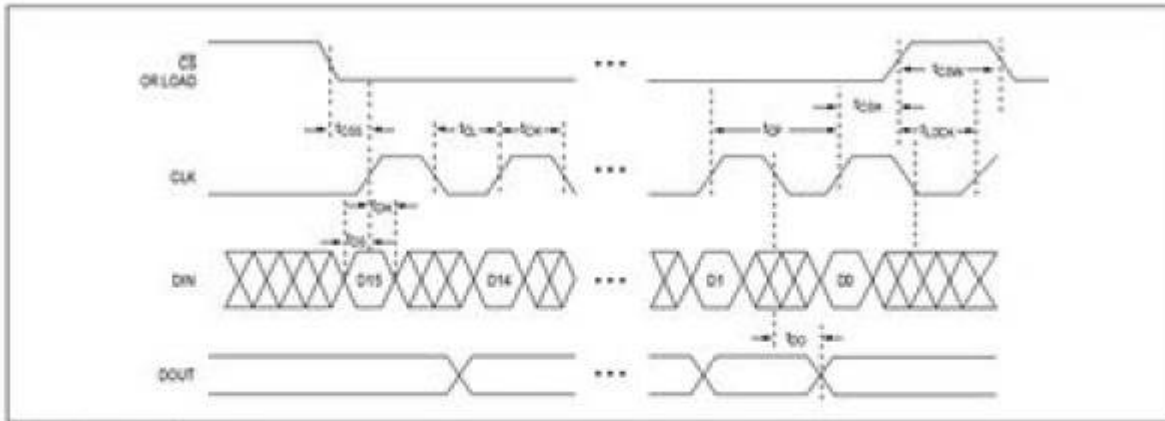 CS
OR LOAD
tCSW
tCSH
tCSS
tCL
tCH
tCP
tLDCK
CLK
tDH
tDS
DIN
D15
D14
D1
D0
tDO
DOUT